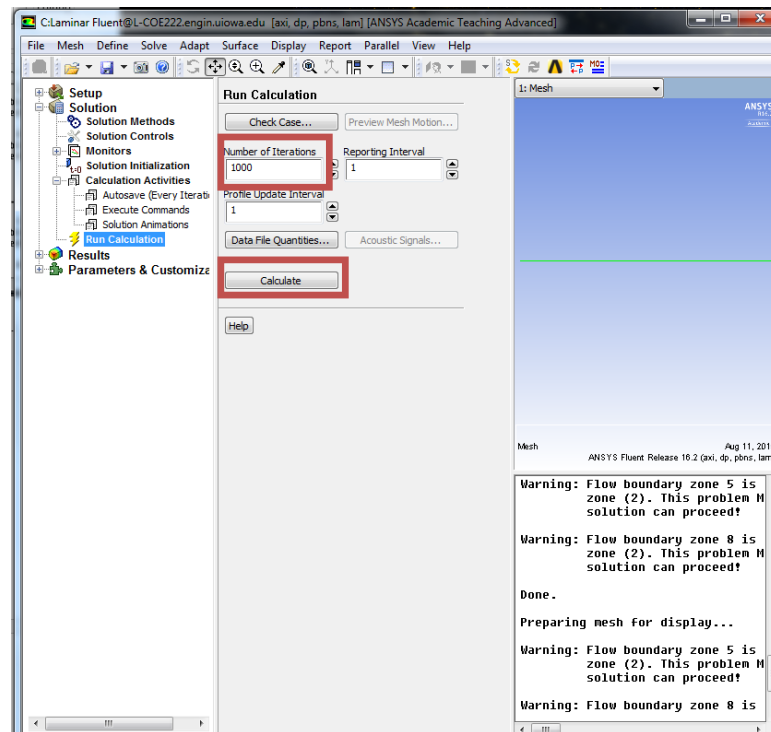 C:Laminar Fluent@L-COE222.engin.uiowa.edu [axi, dp, pbns, lam] [ANSYS Academic Teaching Advanced]
File Mesh Define Solve Adapt Surface Display Report Parallel View Help
Setup
Solution
Solution Methods
Solution Controls
Monitors
Solution Initialization
Calculation Activities
Autosave (Every Iterati
Execute Commands
Solution Animations
Run Calculation
Results
Parameters & Customiza
Run Calculation
Check Case... Preview Mesh Motion...
Number of Iterations Reporting Interval
1000 1
Profile Update Interval
1
Data File Quantities... Acoustic Signals...
Calculate
Help
1: Mesh
ANSYS
Mesh Aug 11, 201
ANSYS Fluent Release 16.2 (axi, dp, pbns, lam
Warning: Flow boundary zone 5 is
zone (2). This problem M
solution can proceed!
Warning: Flow boundary zone 8 is
zone (2). This problem M
solution can proceed!
Done.
Preparing mesh for display...
Warning: Flow boundary zone 5 is
zone (2). This problem M
solution can proceed!
Warning: Flow boundary zone 8 is